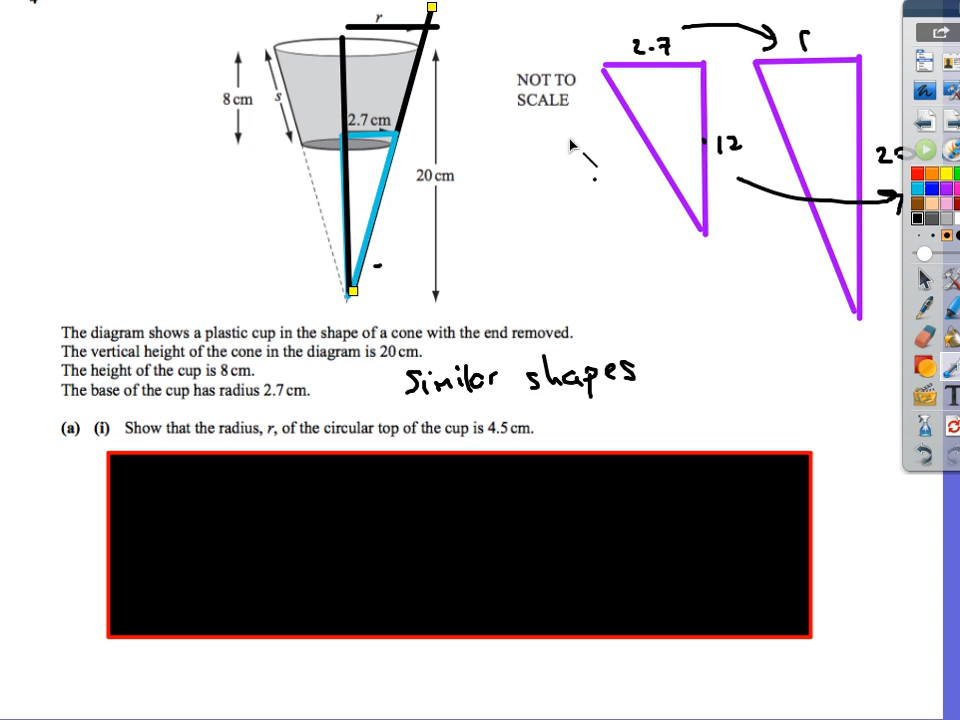 r
8 cm
s
2.7 cm
20 cm
NOT TO
SCALE
2.7
r
12
20
The diagram shows a plastic cup in the shape of a cone with the end removed.
The vertical height of the cone in the diagram is 20 cm.
The height of the cup is 8 cm.
The base of the cup has radius 2.7 cm.
similar shapes
(a) (i) Show that the radius, r, of the circular top of the cup is 4.5 cm.
T